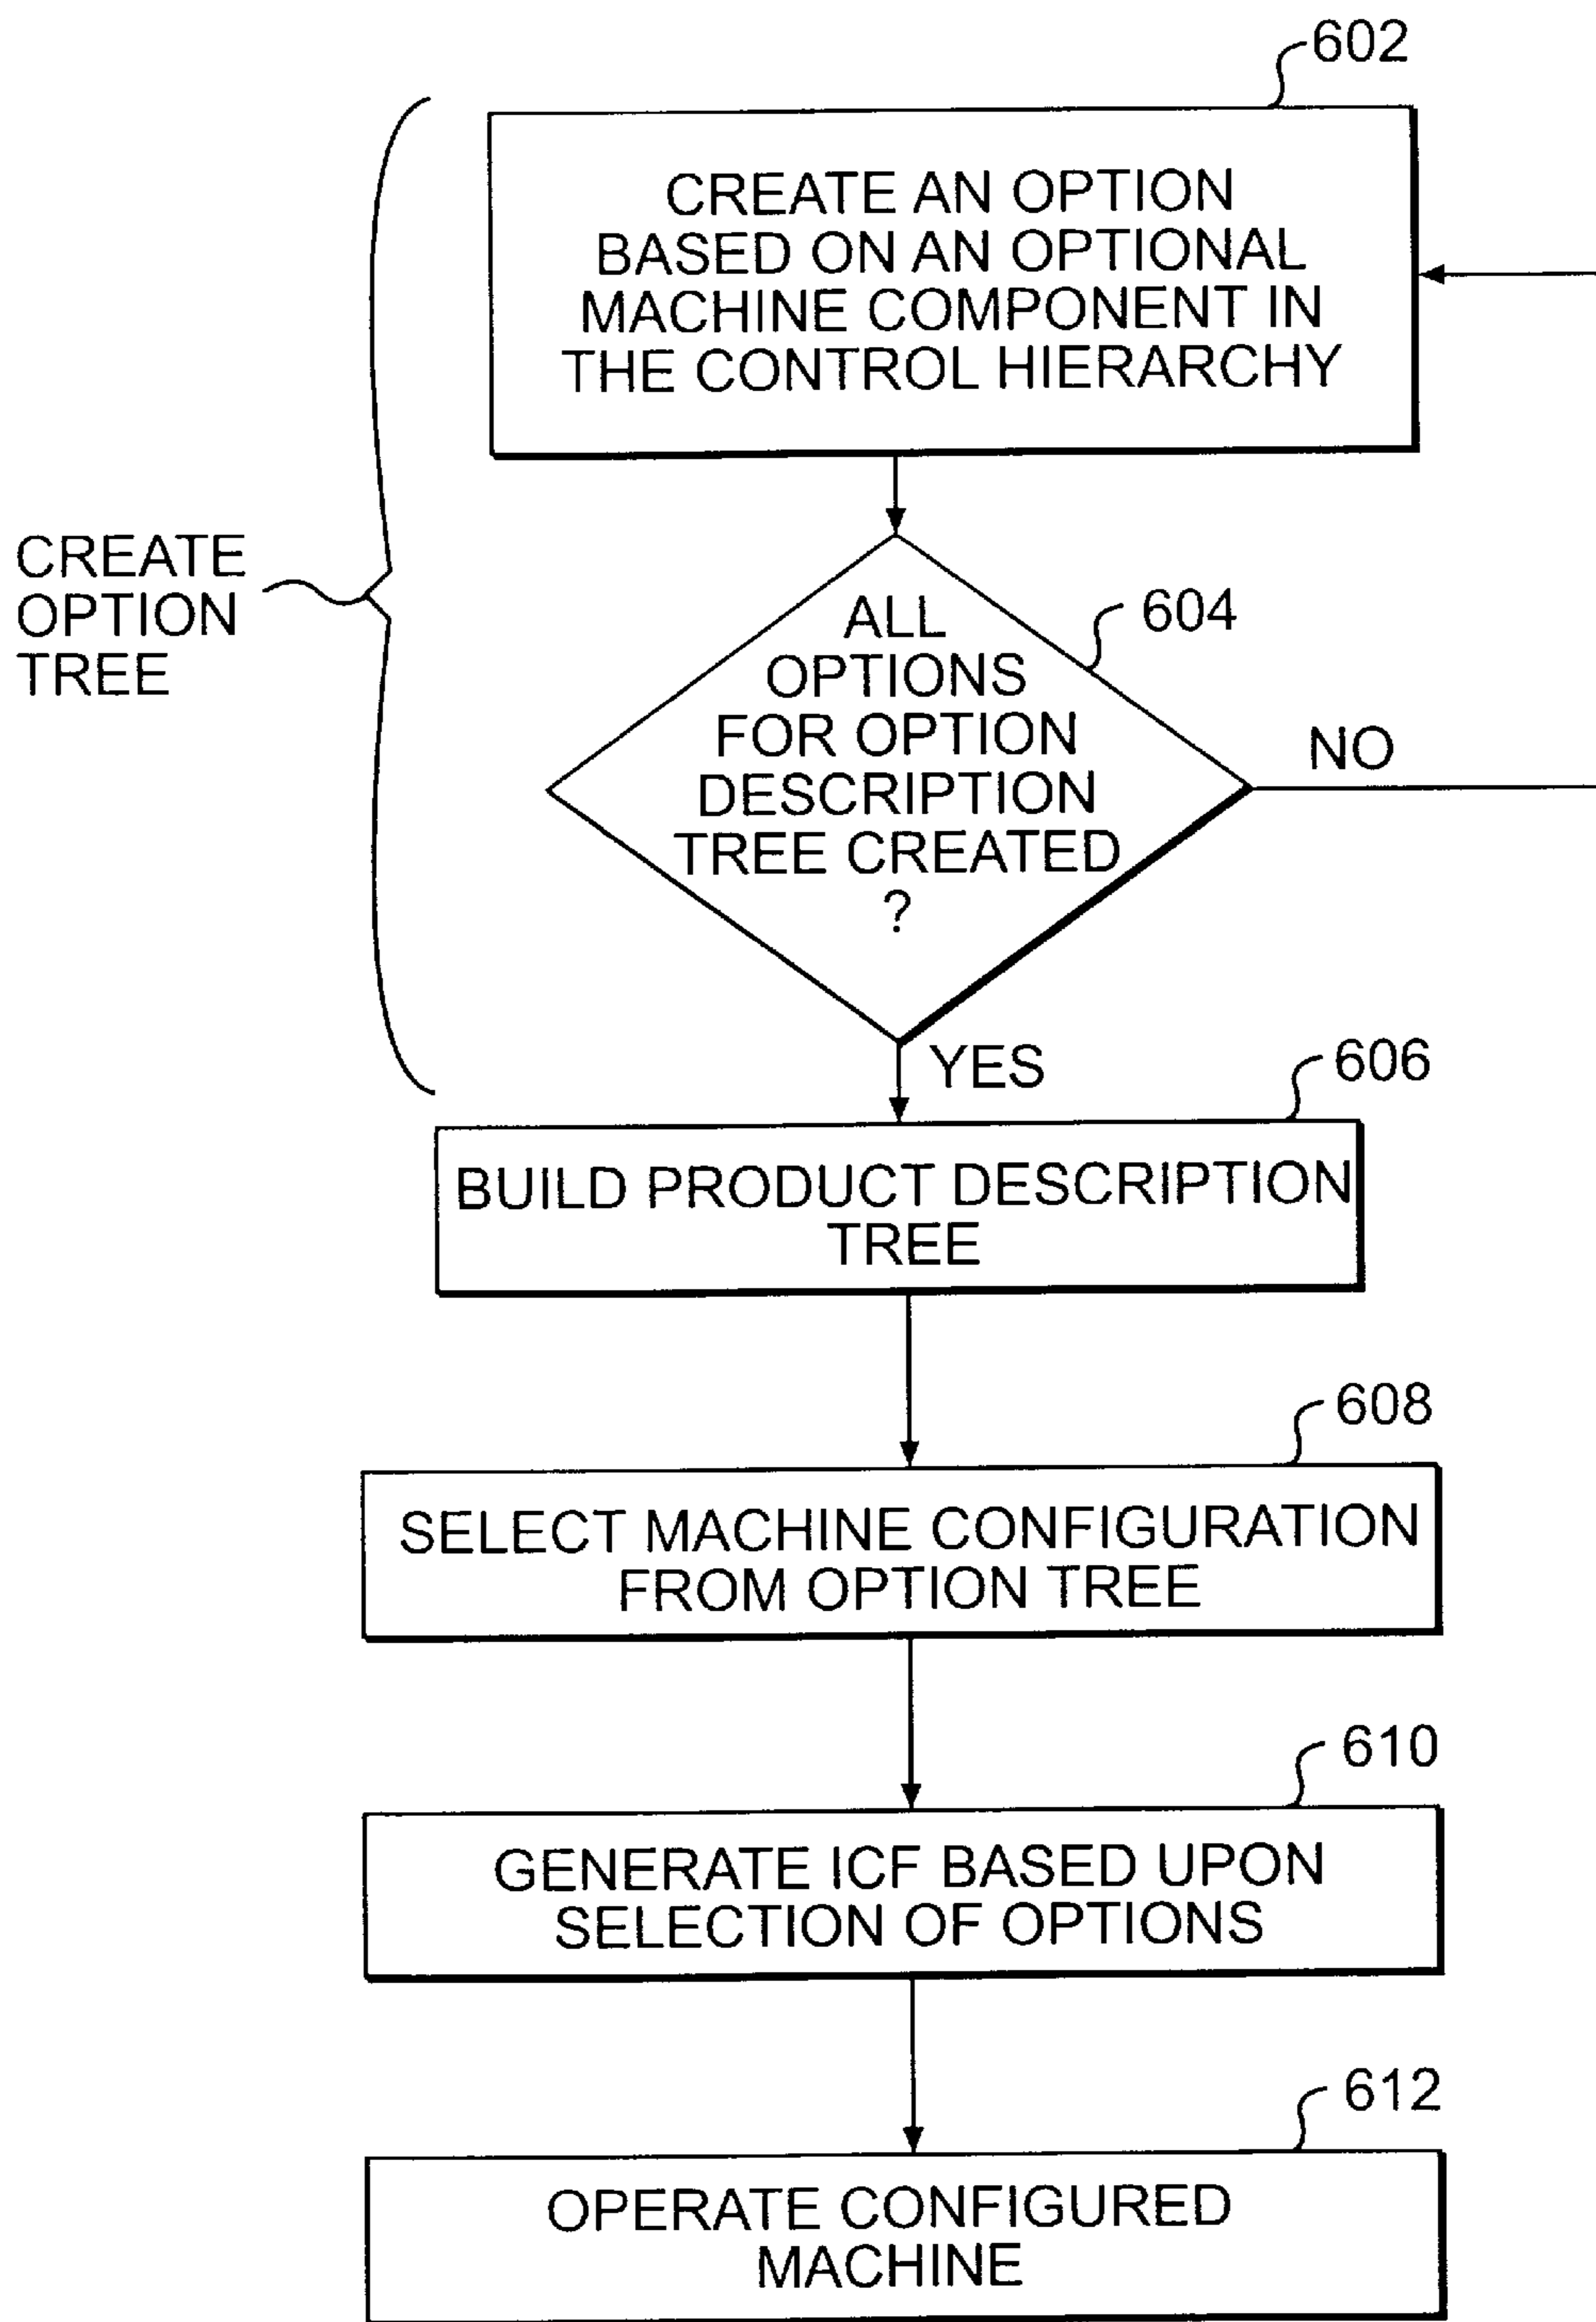 602
CREATE AN OPTION
BASED ON AN OPTIONAL
MACHINE COMPONENT IN
THE CONTROL HIERARCHY
CREATE
OPTION
TREE
604
ALL
OPTIONS
FOR OPTION
DESCRIPTION
TREE CREATED
?
NO
YES
606
BUILD PRODUCT DESCRIPTION
TREE
608
SELECT MACHINE CONFIGURATION
FROM OPTION TREE
610
GENERATE ICF BASED UPON
SELECTION OF OPTIONS
612
OPERATE CONFIGURED
MACHINE